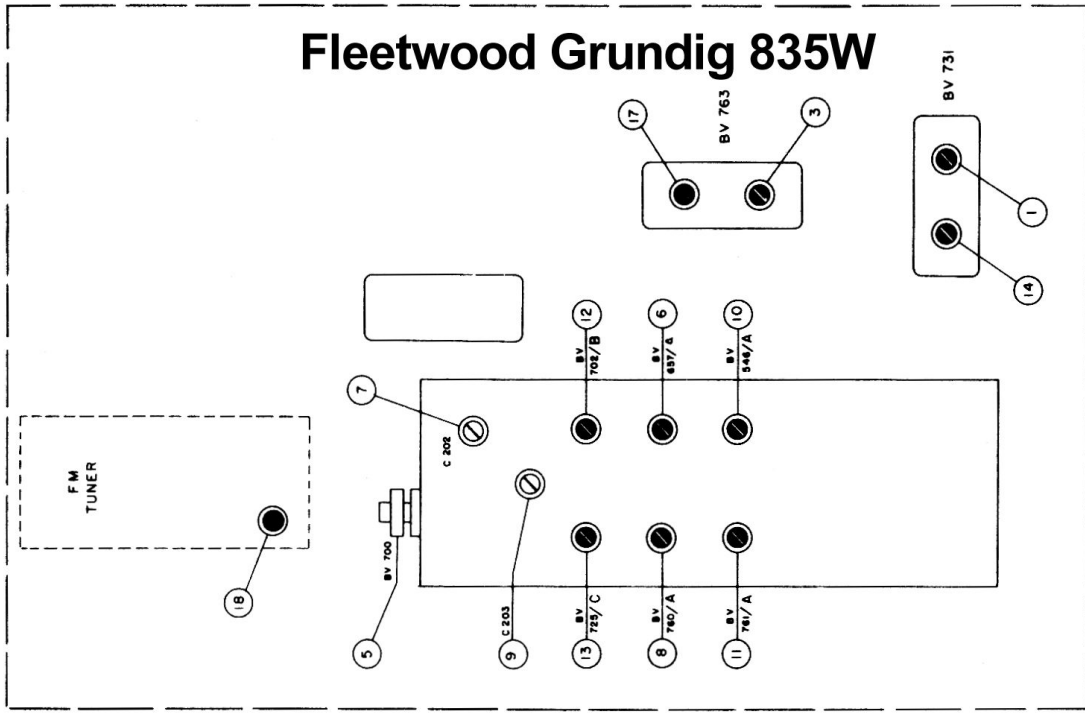 Fleetwood Grundig 835W
BV 731
BV 763
17
3
1
14
12
6
10
BV
702/B
BV
657/A
BV
546/A
7
C 202
FM
TUNER
18
BV 700
5
C 203
9
BV
725/C
13
BV
760/A
8
BV
761/A
11